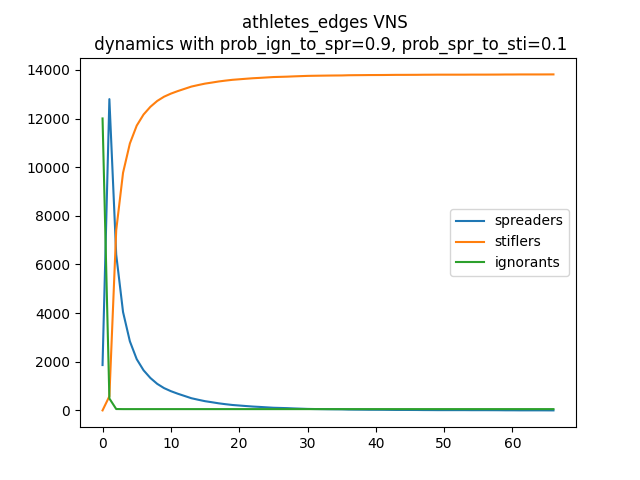 athletes_edges VNS
dynamics with prob_ign_to_spr=0.9, prob_spr_to_sti=0.1
14000
12000
10000
8000
6000
4000
2000
0
spreaders
stiflers
ignorants
0 10 20 30 40 50 60